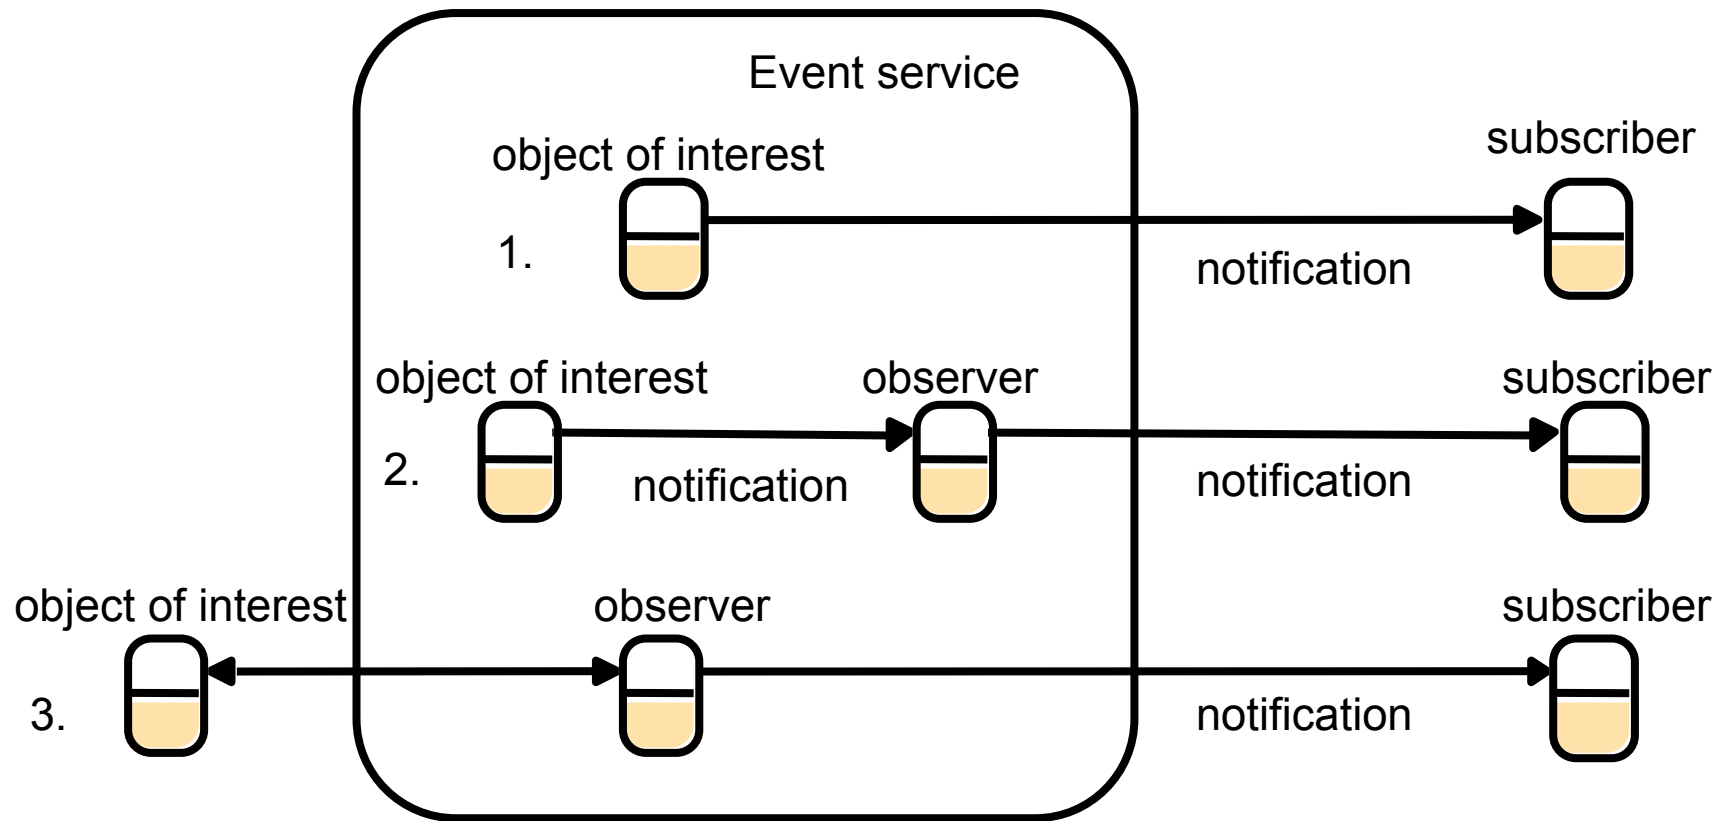 Event service
object of interest
subscriber
1.
notification
object of interest
observer
subscriber
2.
notification
notification
object of interest
observer
subscriber
3.
notification